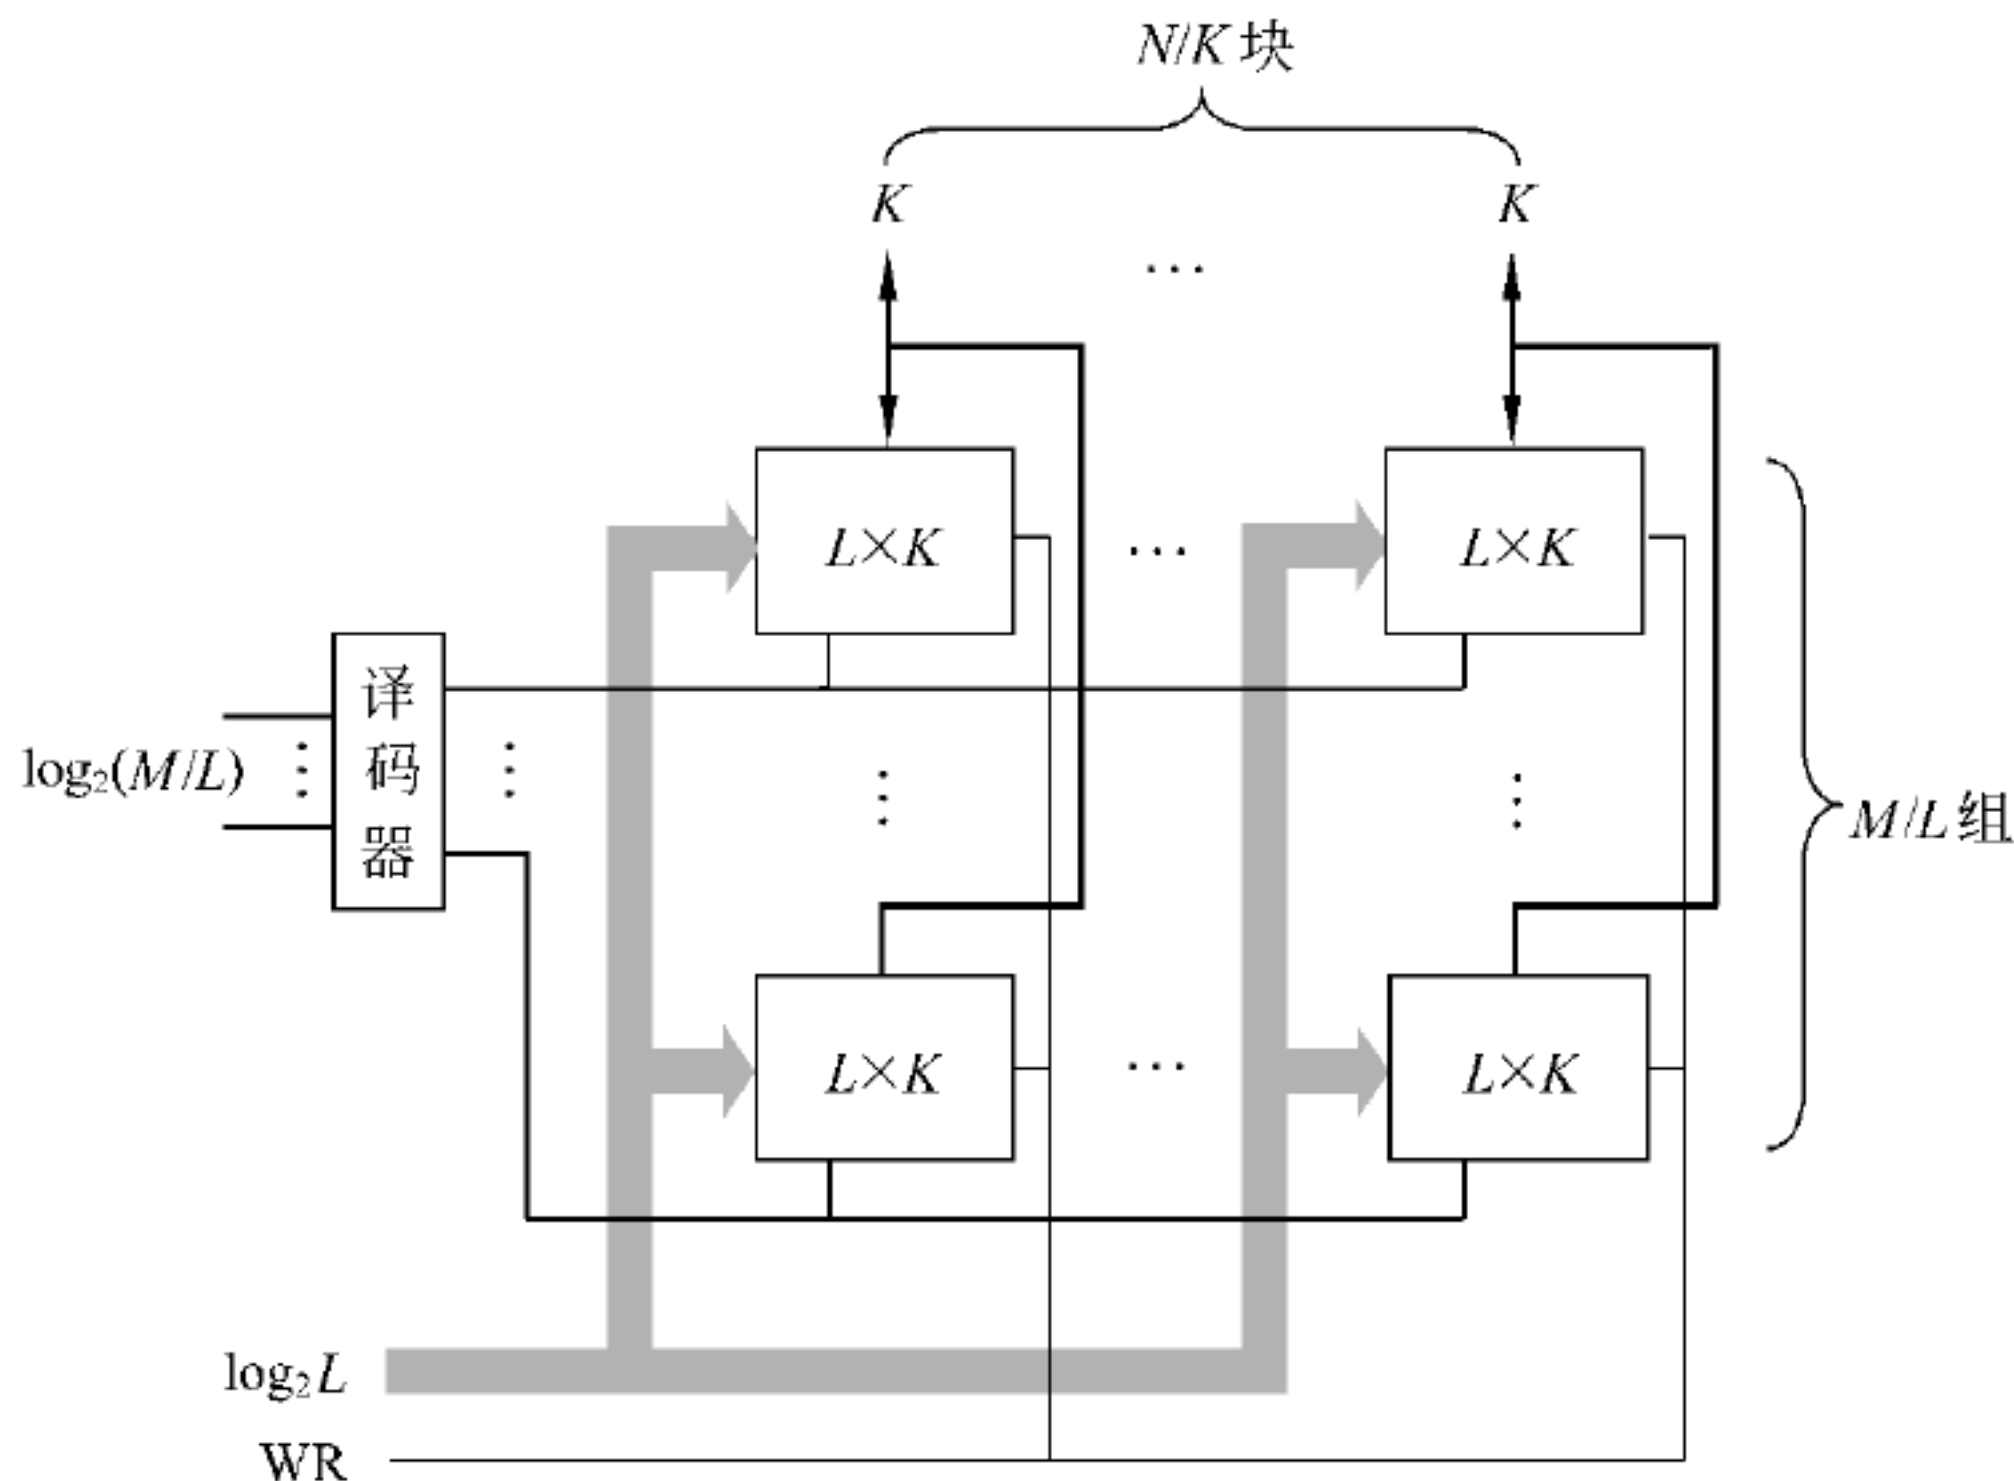 N/K 块
K
K
···
L×K
···
L×K
译码器
log₂(M/L)
M/L 组
L×K
···
L×K
log₂L
WR